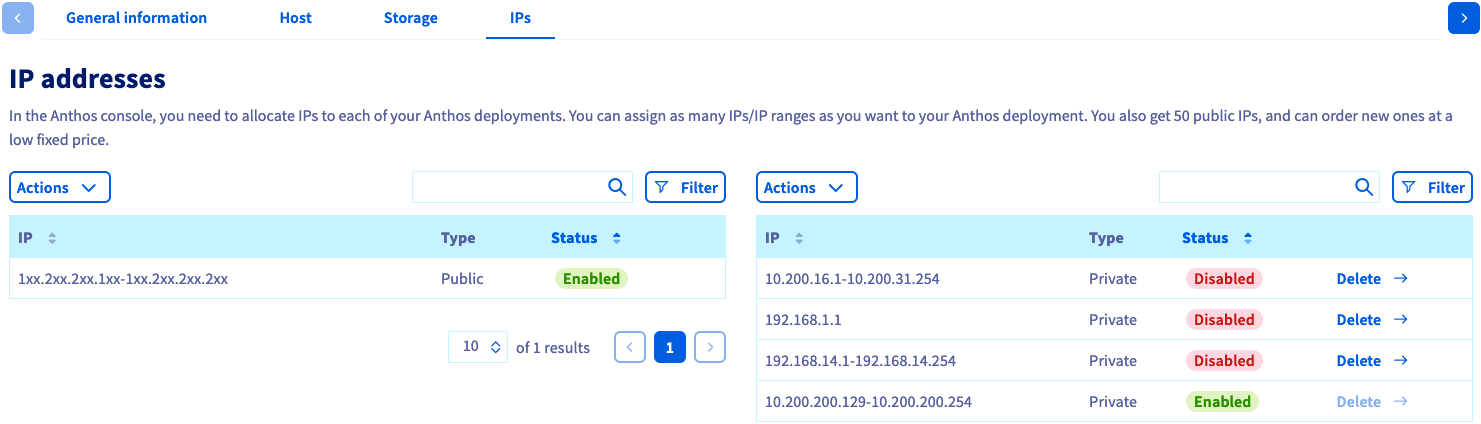 General information Host Storage IPs
IP addresses
In the Anthos console, you need to allocate IPs to each of your Anthos deployments. You can assign as many IPs/IP ranges as you want to your Anthos deployment. You also get 50 public IPs, and can order new ones at a
low fixed price.
Actions Filter
IP Type Status
1xx.2xx.2xx.1xx-1xx.2xx.2xx.2xx Public Enabled
10 of 1 results 1
Actions Filter
IP Type Status
10.200.16.1-10.200.31.254 Private Disabled Delete
192.168.1.1 Private Disabled Delete
192.168.14.1-192.168.14.254 Private Disabled Delete
10.200.200.129-10.200.200.254 Private Enabled Delete